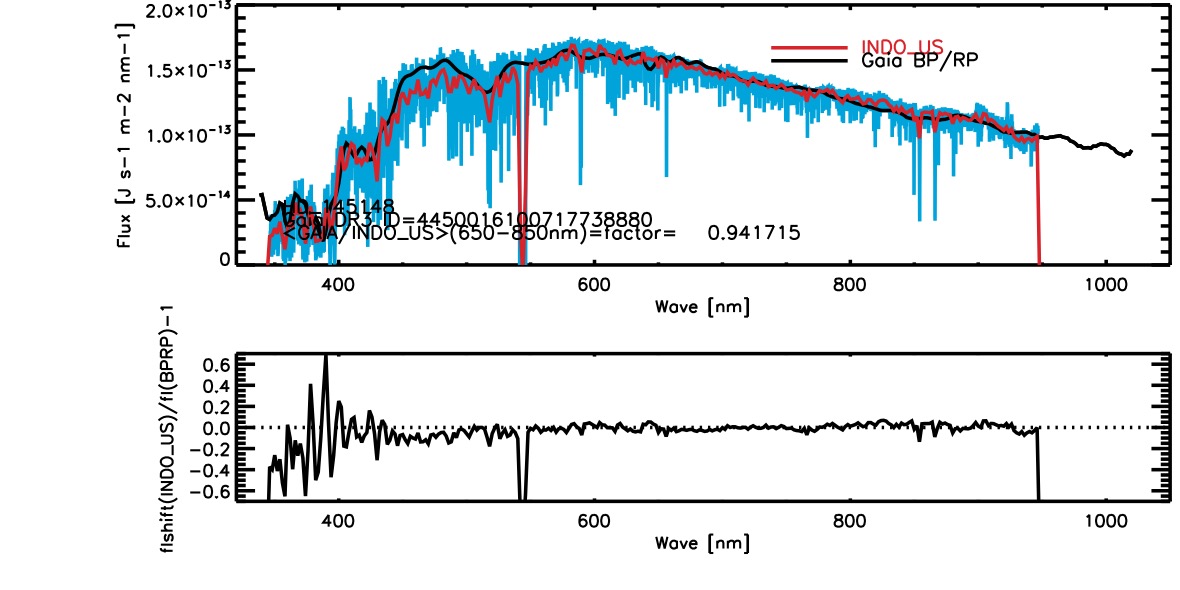 2.0×10−13
1.5×10−13
1.0×10−13
5.0×10−14
0
Flux [J s−1 m−2 nm−1]
INDO_US
Gaia BP/RP
145148
Gaia DR3 ID=4450016100717738880
<GAIA/INDO_US>(650−850nm)=factor= 0.941715
400 600 800 1000
Wave [nm]
0.6
0.4
0.2
0.0
−0.2
−0.4
−0.6
flshift(INDO_US)/fl(BPRP)−1
400 600 800 1000
Wave [nm]